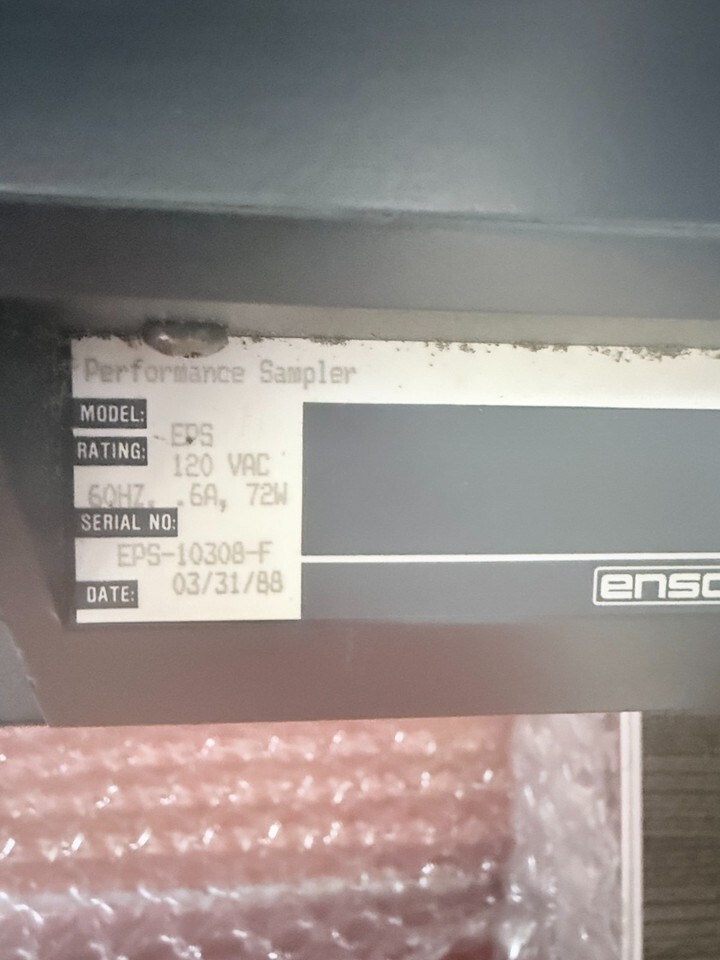 Performance Sampler
MODEL: EPS
RATING: 120 VAC
60HZ, .6A, 72W
SERIAL NO:
EPS-10308-F
DATE: 03/31/88
ensc